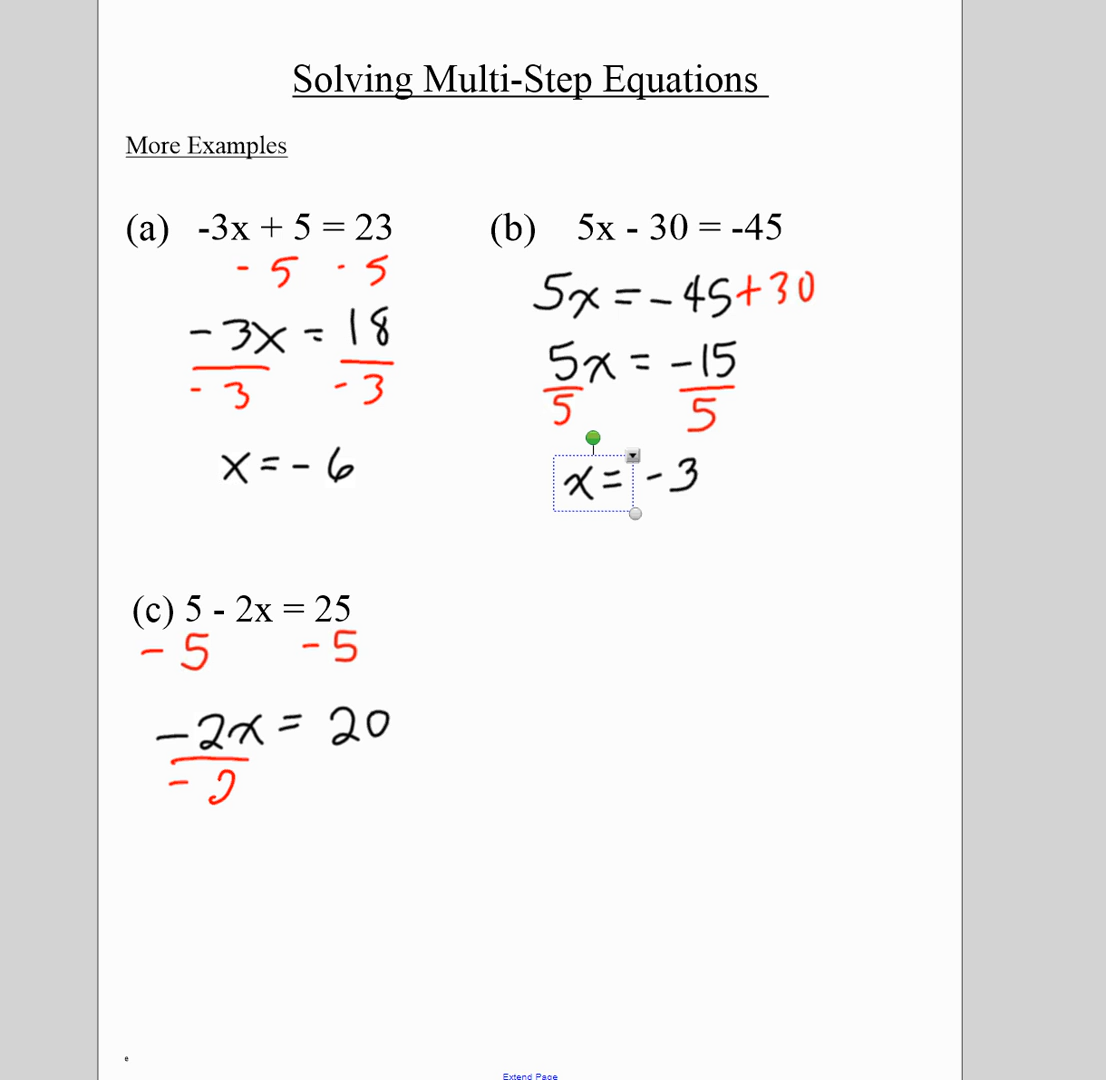 Solving Multi-Step Equations
More Examples
(a) -3x + 5 = 23
- 5 - 5
-3x = 18
-3 -3
x = -6
(b) 5x - 30 = -45
5x = -45+30
5x = -15
5 5
x = -3
(c) 5 - 2x = 25
-5 -5
-2x = 20
-
e
Extend Page